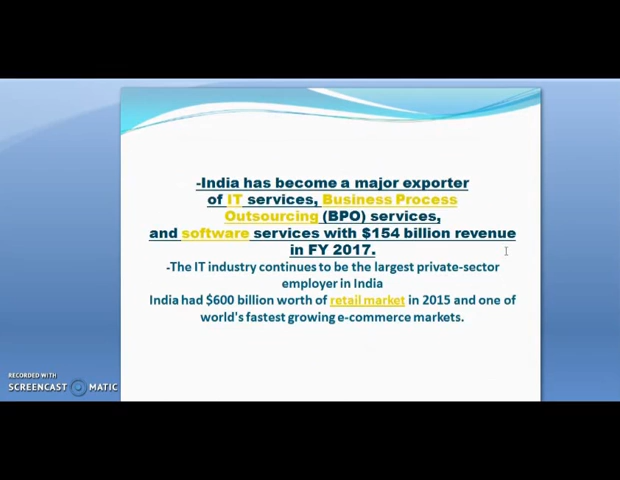 -India has become a major exporter
of IT services, Business Process
Outsourcing (BPO) services,
and software services with $154 billion revenue
in FY 2017.
-The IT industry continues to be the largest private-sector
employer in India
India had $600 billion worth of retail market in 2015 and one of
world's fastest growing e-commerce markets.
RECORDED WITH
SCREENCAST MATIC